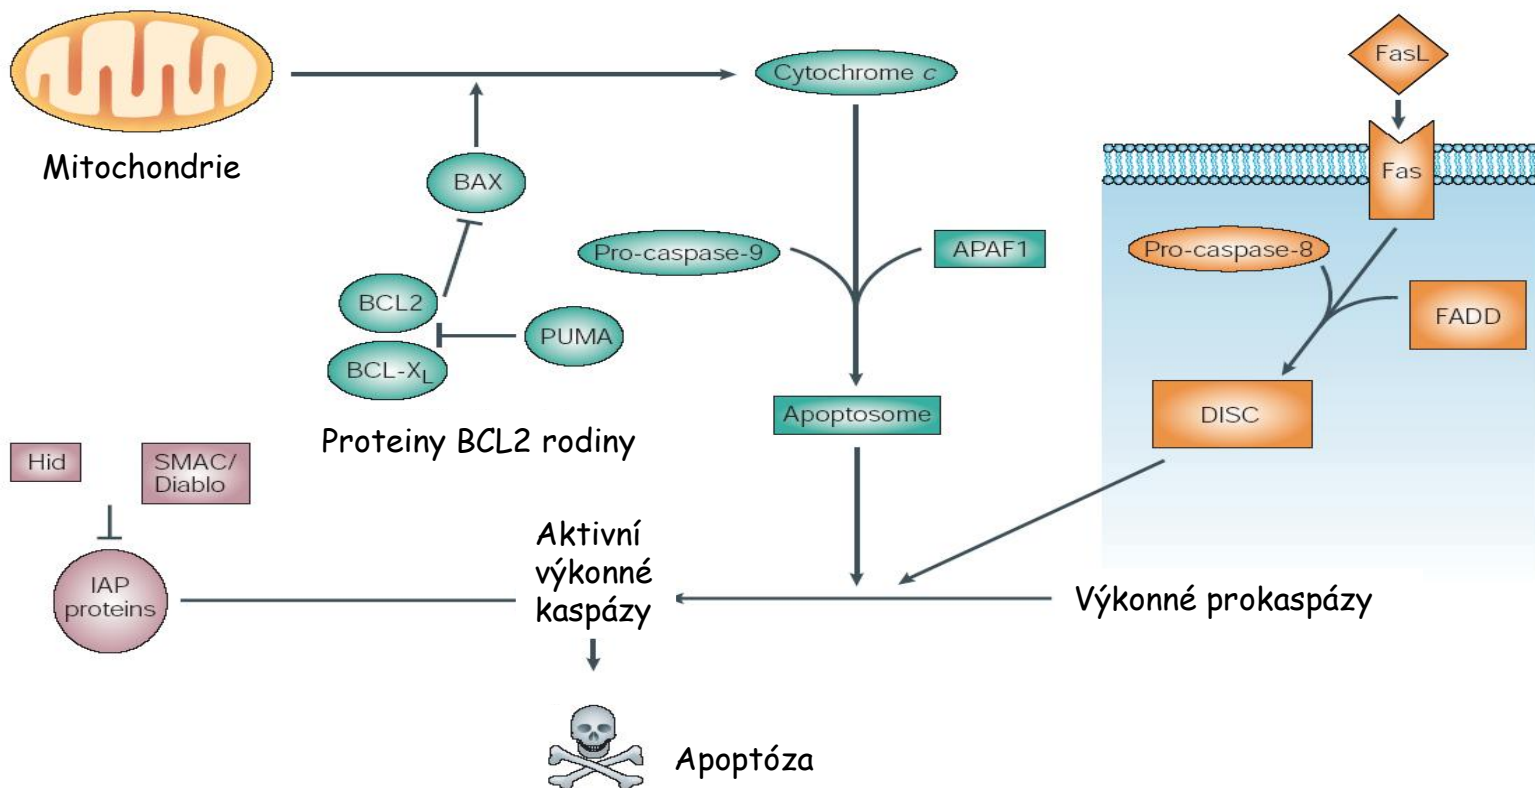 FasL
Cytochrome c
Mitochondrie
Fas
BAX
Pro-caspase-9
APAF1
Pro-caspase-8
BCL2
FADD
PUMA
BCL-XL
Apoptosome
DISC
Proteiny BCL2 rodiny
Hid
SMAC/
Diablo
Aktivní
výkonné
kaspázy
IAP
proteins
Výkonné prokaspázy
Apoptóza